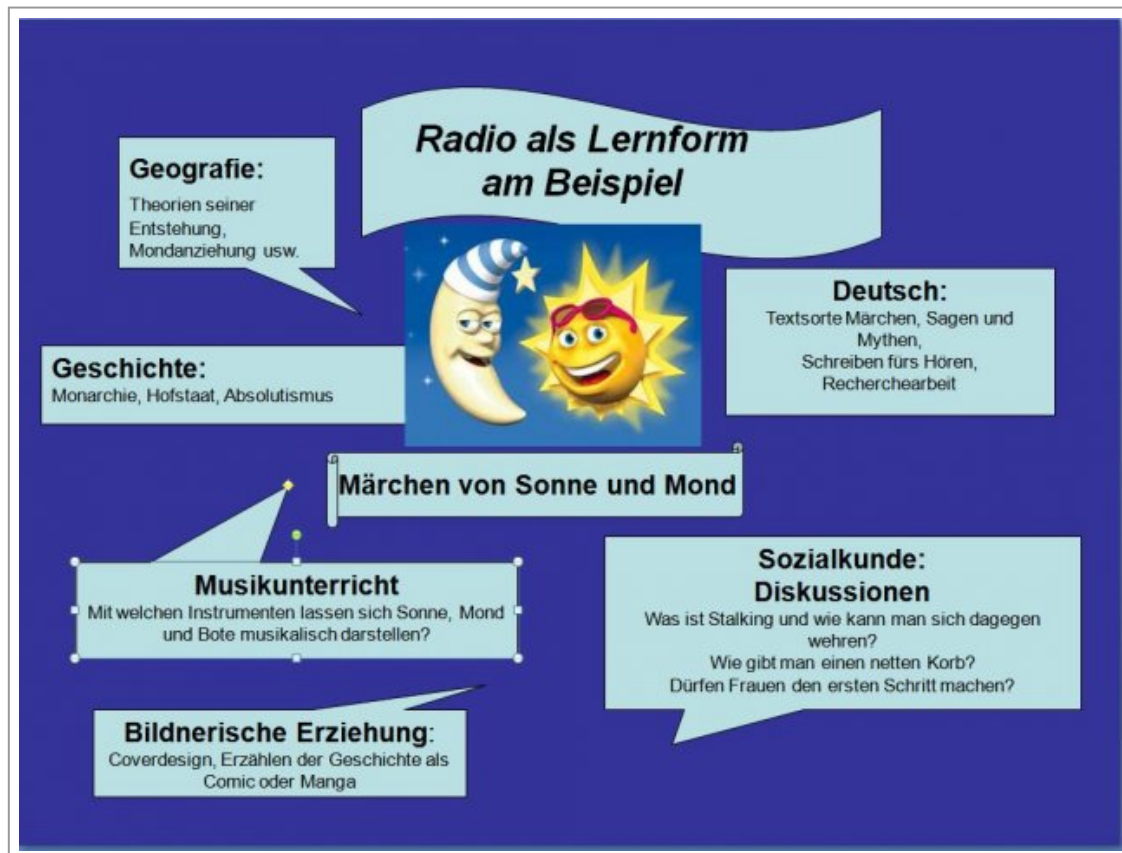 Radio als Lernform
am Beispiel
Geografie:
Theorien seiner
Entstehung,
Mondanziehung usw.
Deutsch:
Textsorte Märchen, Sagen und
Mythen,
Schreiben fürs Hören,
Recherchearbeit
Geschichte:
Monarchie, Hofstaat, Absolutismus
Märchen von Sonne und Mond
Musikunterricht
Mit welchen Instrumenten lassen sich Sonne, Mond
und Bote musikalisch darstellen?
Sozialkunde:
Diskussionen
Was ist Stalking und wie kann man sich dagegen
wehren?
Wie gibt man einen netten Korb?
Dürfen Frauen den ersten Schritt machen?
Bildnerische Erziehung:
Coverdesign, Erzählen der Geschichte als
Comic oder Manga